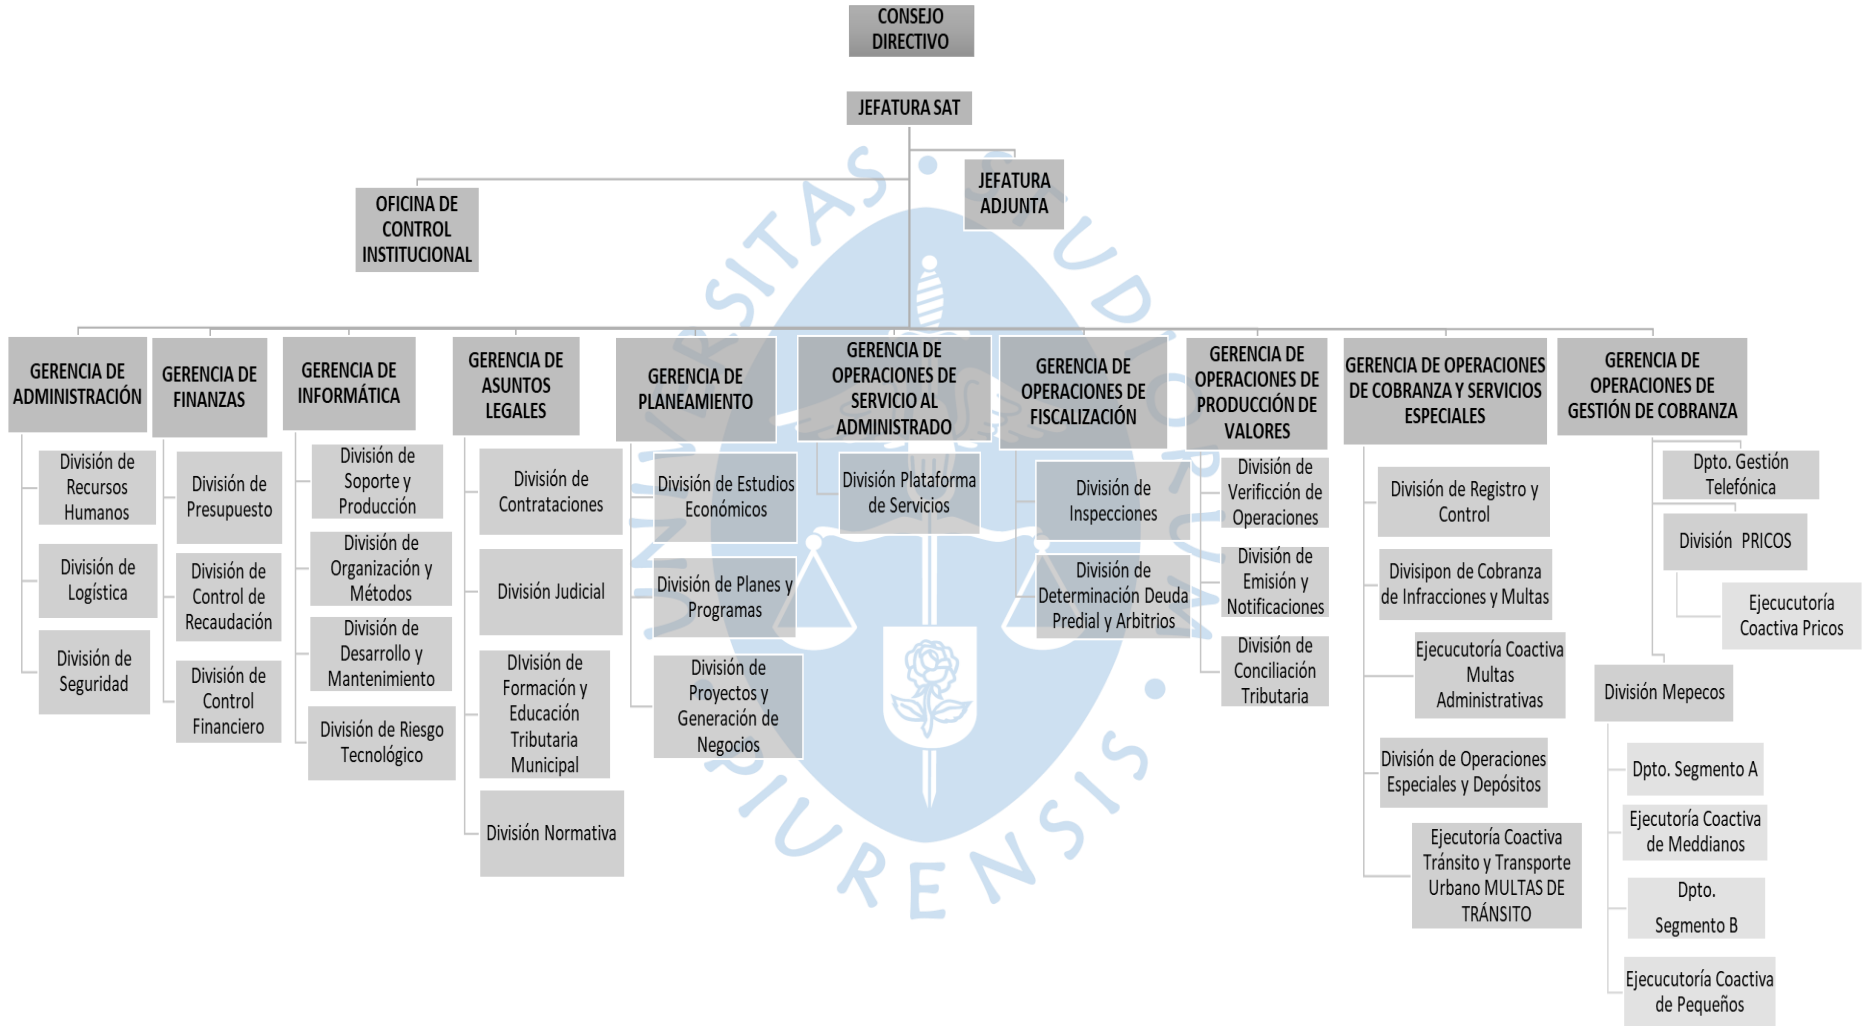 CONSEJO
DIRECTIVO
JEFATURA SAT
JEFATURA
ADJUNTA
OFICINA DE
CONTROL
INSTITUCIONAL
GERENCIA DE
ADMINISTRACIÓN
División de
Recursos
Humanos
División de
Logística
División de
Seguridad
GERENCIA DE
FINANZAS
División de
Presupuesto
División de
Control de
Recaudación
División de
Control
Financiero
GERENCIA DE
INFORMÁTICA
División de
Soporte y
Producción
División de
Organización y
Métodos
División de
Desarrollo y
Mantenimiento
División de Riesgo
Tecnológico
GERENCIA DE
ASUNTOS
LEGALES
División de
Contrataciones
División Judicial
DIvisión de
Formación y
Educación
Tributaria
Municipal
División Normativa
GERENCIA DE
PLANEAMIENTO
División de Estudios
Económicos
División de Planes y
Programas
División de
Proyectos y
Generación de
Negocios
GERENCIA DE
OPERACIONES DE
SERVICIO AL
ADMINISTRADO
División Plataforma
de Servicios
GERENCIA DE
OPERACIONES DE
FISCALIZACIÓN
División de
Inspecciones
División de
Determinación Deuda
Predial y Arbitrios
GERENCIA DE
OPERACIONES DE
PRODUCCIÓN DE
VALORES
División de
Verificción de
Operaciones
División de
Emisión y
Notificaciones
División de
Conciliación
Tributaria
GERENCIA DE OPERACIONES
DE COBRANZA Y SERVICIOS
ESPECIALES
División de Registro y
Control
Divisipon de Cobranza
de Infracciones y Multas
Ejecucutoría Coactiva
Multas
Administrativas
División de Operaciones
Especiales y Depósitos
Ejecutoría Coactiva
Tránsito y Transporte
Urbano MULTAS DE
TRÁNSITO
GERENCIA DE
OPERACIONES DE
GESTIÓN DE COBRANZA
Dpto. Gestión
Telefónica
División  PRICOS
Ejecucutoría
Coactiva Pricos
División Mepecos
Dpto. Segmento A
Ejecutoría Coactiva
de Meddianos
Dpto.
Segmento B
Ejecucutoría Coactiva
de Pequeños
UNIVERSITAS • STUDIORUM • PIURENSIS